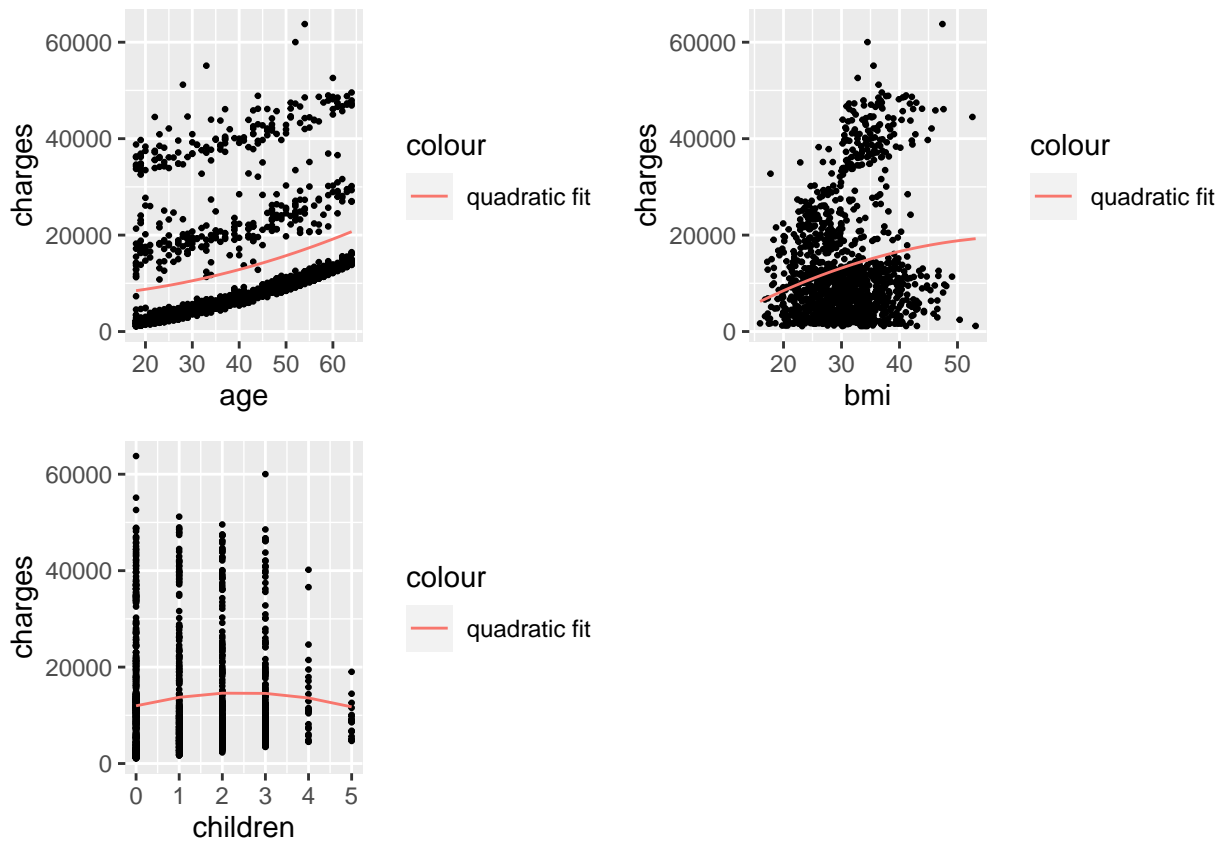 60000
40000
20000
0
charges
20 30 40 50 60
age
colour
quadratic fit
60000
40000
20000
0
charges
20 30 40 50
bmi
colour
quadratic fit
60000
40000
20000
0
charges
0 1 2 3 4 5
children
colour
quadratic fit